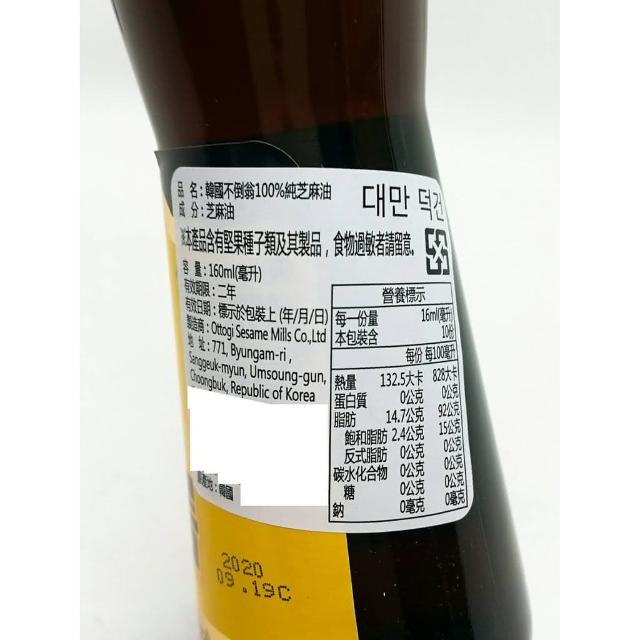 品 名：韓國不倒翁100%純芝麻油
成 分：芝麻油
대만 덕건
※本產品含有堅果種子類及其製品，食物過敏者請留意。
容 量：160ml(毫升)
有效期限：二年
有效日期：標示於包裝上 (年/月/日)
製造商：Ottogi Sesame Mills Co.,Ltd
地 址：771, Byungam-ri ,
Sanggeuk-myun, Umsoung-gun,
Choongbuk, Republic of Korea
原產地：韓國
營養標示
每一份量 16ml(毫升)
本包裝含 10份
每份 每100毫升
熱量 132.5大卡 828大卡
蛋白質 0公克 0公克
脂肪 14.7公克 92公克
飽和脂肪 2.4公克 15公克
反式脂肪 0公克 0公克
碳水化合物 0公克 0公克
糖 0公克 0公克
鈉 0毫克 0毫克
2020
09 .19C